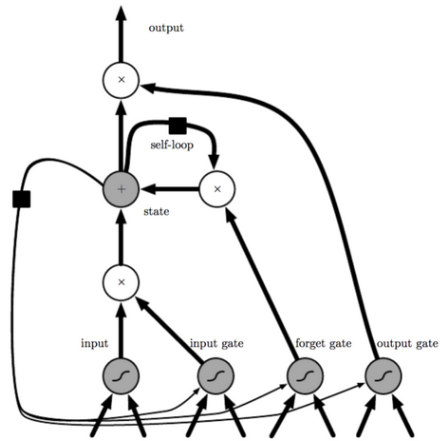 output
×
self-loop
+
×
state
×
input
input gate
forget gate
output gate